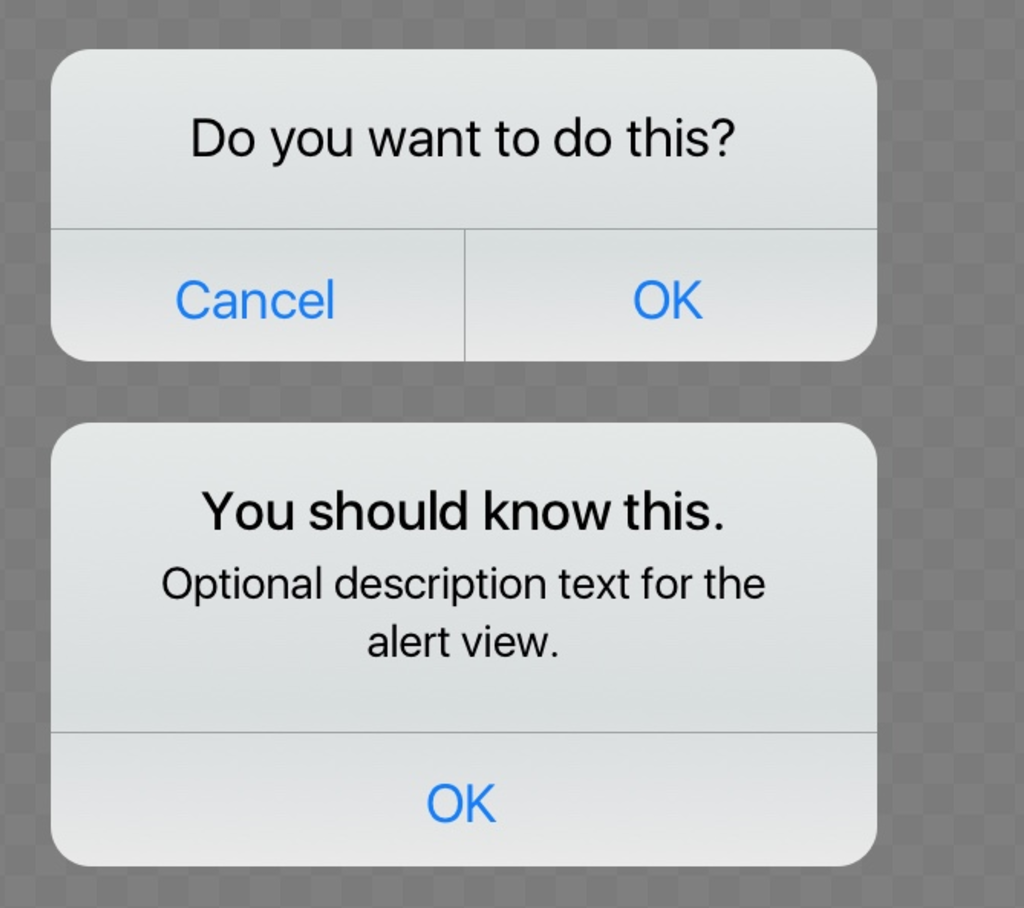 Do you want to do this?
Cancel OK
You should know this.
Optional description text for the
alert view.
OK